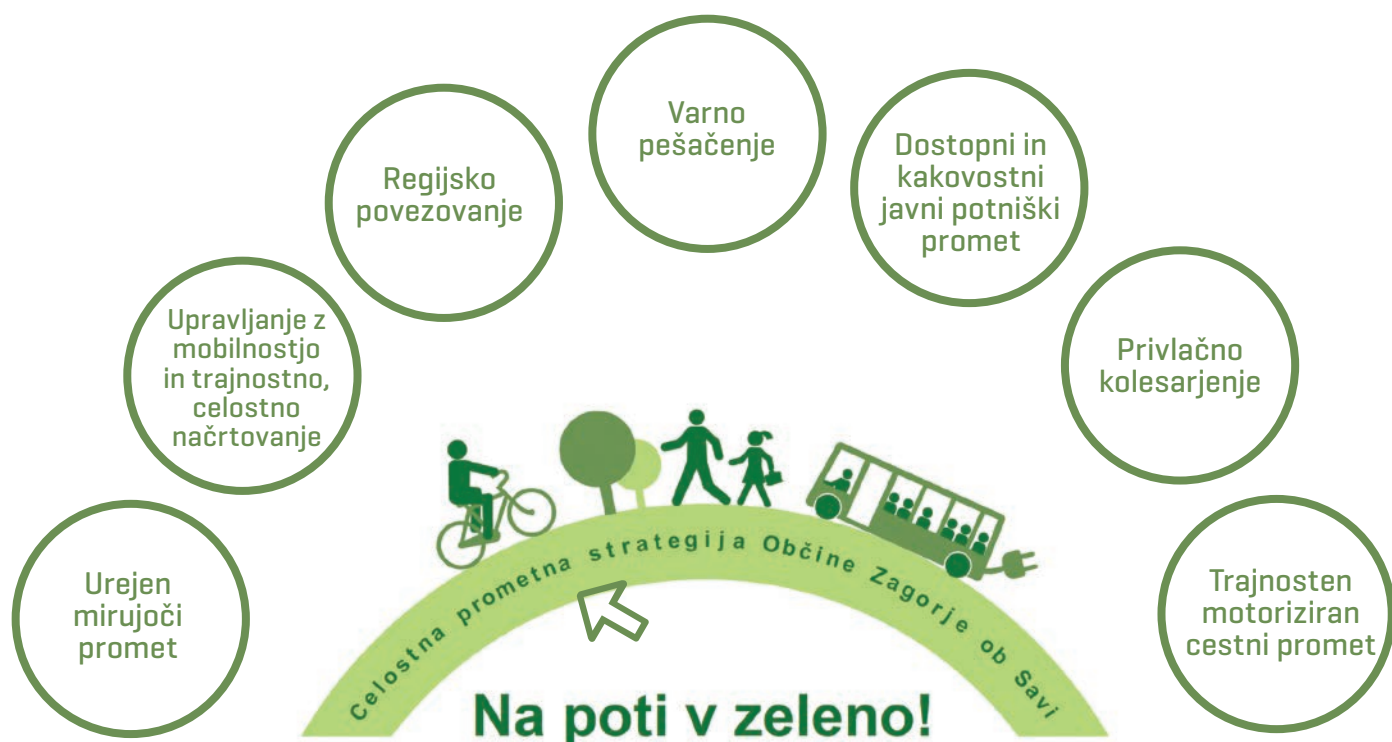 Varno
pešačenje
Dostopni in
kakovostni
javni potniški
promet
Regijsko
povezovanje
Upravljanje z
mobilnostjo
in trajnostno,
celostno
načrtovanje
Privlačno
kolesarjenje
Urejen
mirujoči
promet
Trajnosten
motoriziran
cestni promet
Celostna prometna strategija Občine Zagorje ob Savi
Na poti v zeleno!